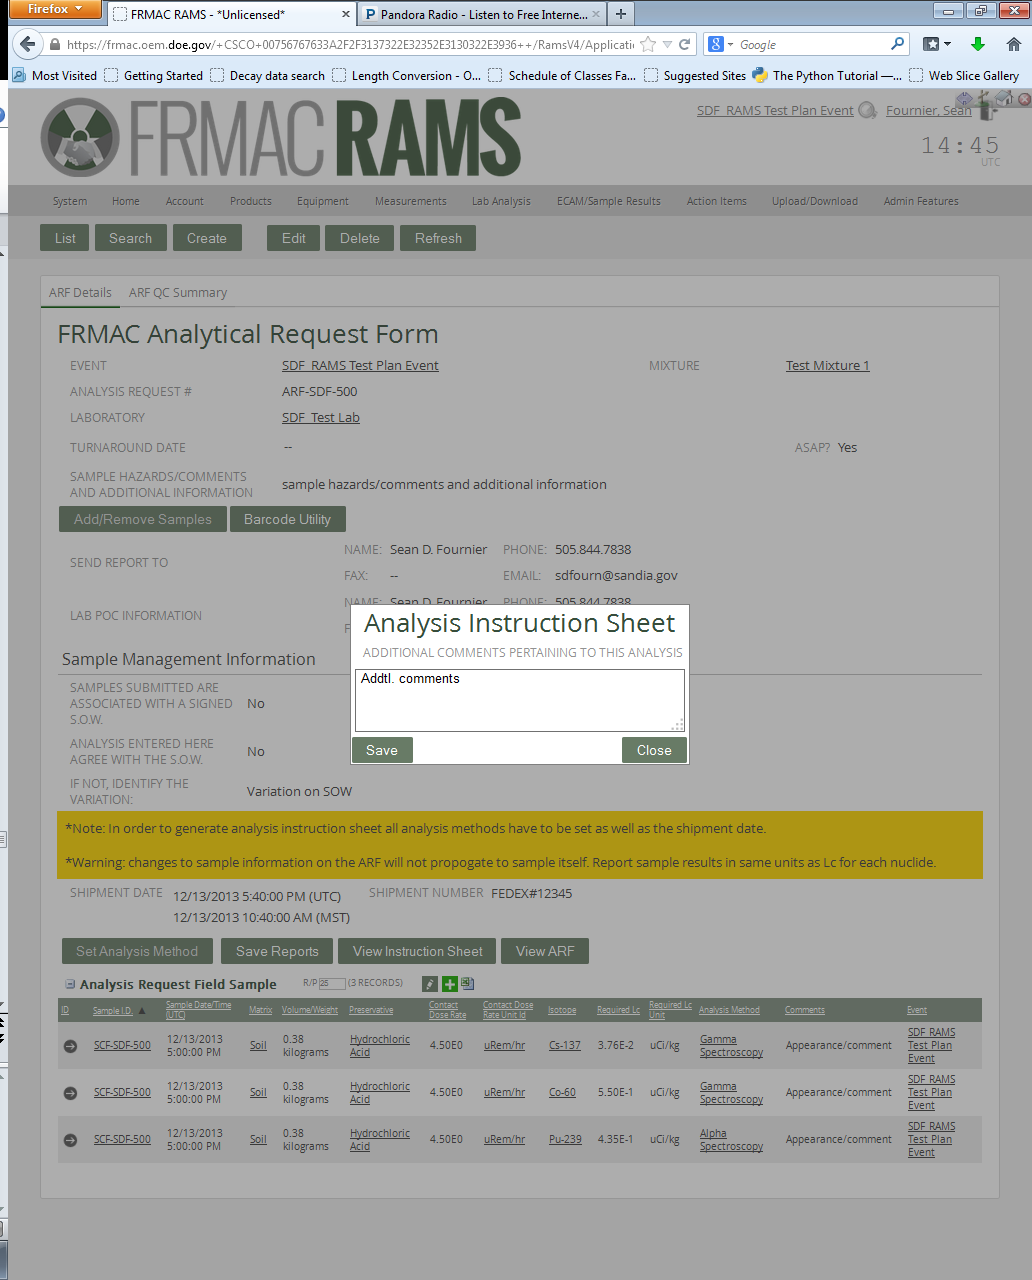 Firefox
FRMAC RAMS - *Unlicensed*
Pandora Radio - Listen to Free Interne...
https://frmac.oem.doe.gov/+CSCO+00756767633A2F2F3137322E32352E3130322E3936++/RamsV4/Applicati
Google
Most Visited
Getting Started
Decay data search
Length Conversion - O...
Schedule of Classes Fa...
Suggested Sites
The Python Tutorial —...
Web Slice Gallery
FRMAC RAMS
SDF RAMS Test Plan Event
Fournier, Sean
14:45
UTC
System Home Account Products Equipment Measurements Lab Analysis ECAM/Sample Results Action Items Upload/Download Admin Features
List Search Create Edit Delete Refresh
ARF Details ARF QC Summary
FRMAC Analytical Request Form
EVENT SDF RAMS Test Plan Event MIXTURE Test Mixture 1
ANALYSIS REQUEST # ARF-SDF-500
LABORATORY SDF Test Lab
TURNAROUND DATE -- ASAP? Yes
SAMPLE HAZARDS/COMMENTS
AND ADDITIONAL INFORMATION
sample hazards/comments and additional information
Add/Remove Samples Barcode Utility
SEND REPORT TO
NAME: Sean D. Fournier PHONE: 505.844.7838
FAX: -- EMAIL: sdfourn@sandia.gov
LAB POC INFORMATION
NAME: Sean D. Fournier PHONE: 505.844.7838
Analysis Instruction Sheet
ADDITIONAL COMMENTS PERTAINING TO THIS ANALYSIS
Addtl. comments
Save Close
Sample Management Information
SAMPLES SUBMITTED ARE
ASSOCIATED WITH A SIGNED
S.O.W.
No
ANALYSIS ENTERED HERE
AGREE WITH THE S.O.W.
No
IF NOT, IDENTIFY THE
VARIATION:
Variation on SOW
*Note: In order to generate analysis instruction sheet all analysis methods have to be set as well as the shipment date.
*Warning: changes to sample information on the ARF will not propogate to sample itself. Report sample results in same units as Lc for each nuclide.
SHIPMENT DATE 12/13/2013 5:40:00 PM (UTC) SHIPMENT NUMBER FEDEX#12345
12/13/2013 10:40:00 AM (MST)
Set Analysis Method Save Reports View Instruction Sheet View ARF
Analysis Request Field Sample R/P 25 (3 RECORDS)
ID Sample I.D. Sample Date/Time (UTC) Matrix Volume/Weight Preservative Contact Dose Rate Contact Dose Rate Unit Id Isotope Required Lc Required Lc Unit Analysis Method Comments Event
SCF-SDF-500 12/13/2013 5:00:00 PM Soil 0.38 kilograms Hydrochloric Acid 4.50E0 uRem/hr Cs-137 3.76E-2 uCi/kg Gamma Spectroscopy Appearance/comment SDF RAMS Test Plan Event
SCF-SDF-500 12/13/2013 5:00:00 PM Soil 0.38 kilograms Hydrochloric Acid 4.50E0 uRem/hr Co-60 5.50E-1 uCi/kg Gamma Spectroscopy Appearance/comment SDF RAMS Test Plan Event
SCF-SDF-500 12/13/2013 5:00:00 PM Soil 0.38 kilograms Hydrochloric Acid 4.50E0 uRem/hr Pu-239 4.35E-1 uCi/kg Alpha Spectroscopy Appearance/comment SDF RAMS Test Plan Event